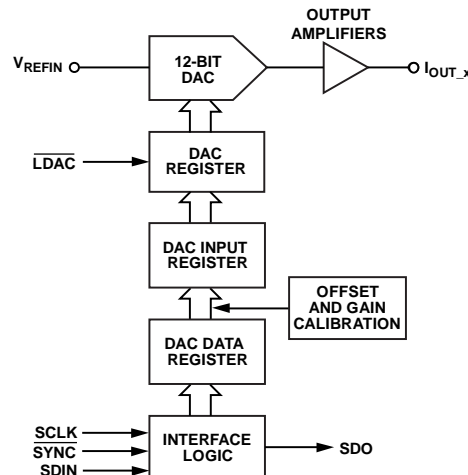 OUTPUT
AMPLIFIERS
VREFIN
12-BIT
DAC
IOUT_x
LDAC
DAC
REGISTER
DAC INPUT
REGISTER
OFFSET
AND GAIN
CALIBRATION
DAC DATA
REGISTER
SCLK
SYNC
SDIN
INTERFACE
LOGIC
SDO